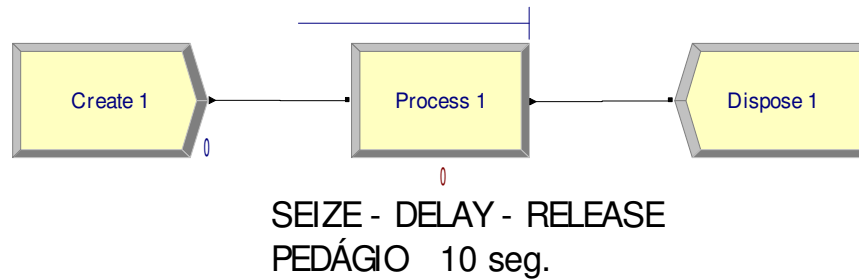 Create 1
Process 1
Dispose 1
0
0
SEIZE - DELAY - RELEASE
PEDÁGIO 10 seg.